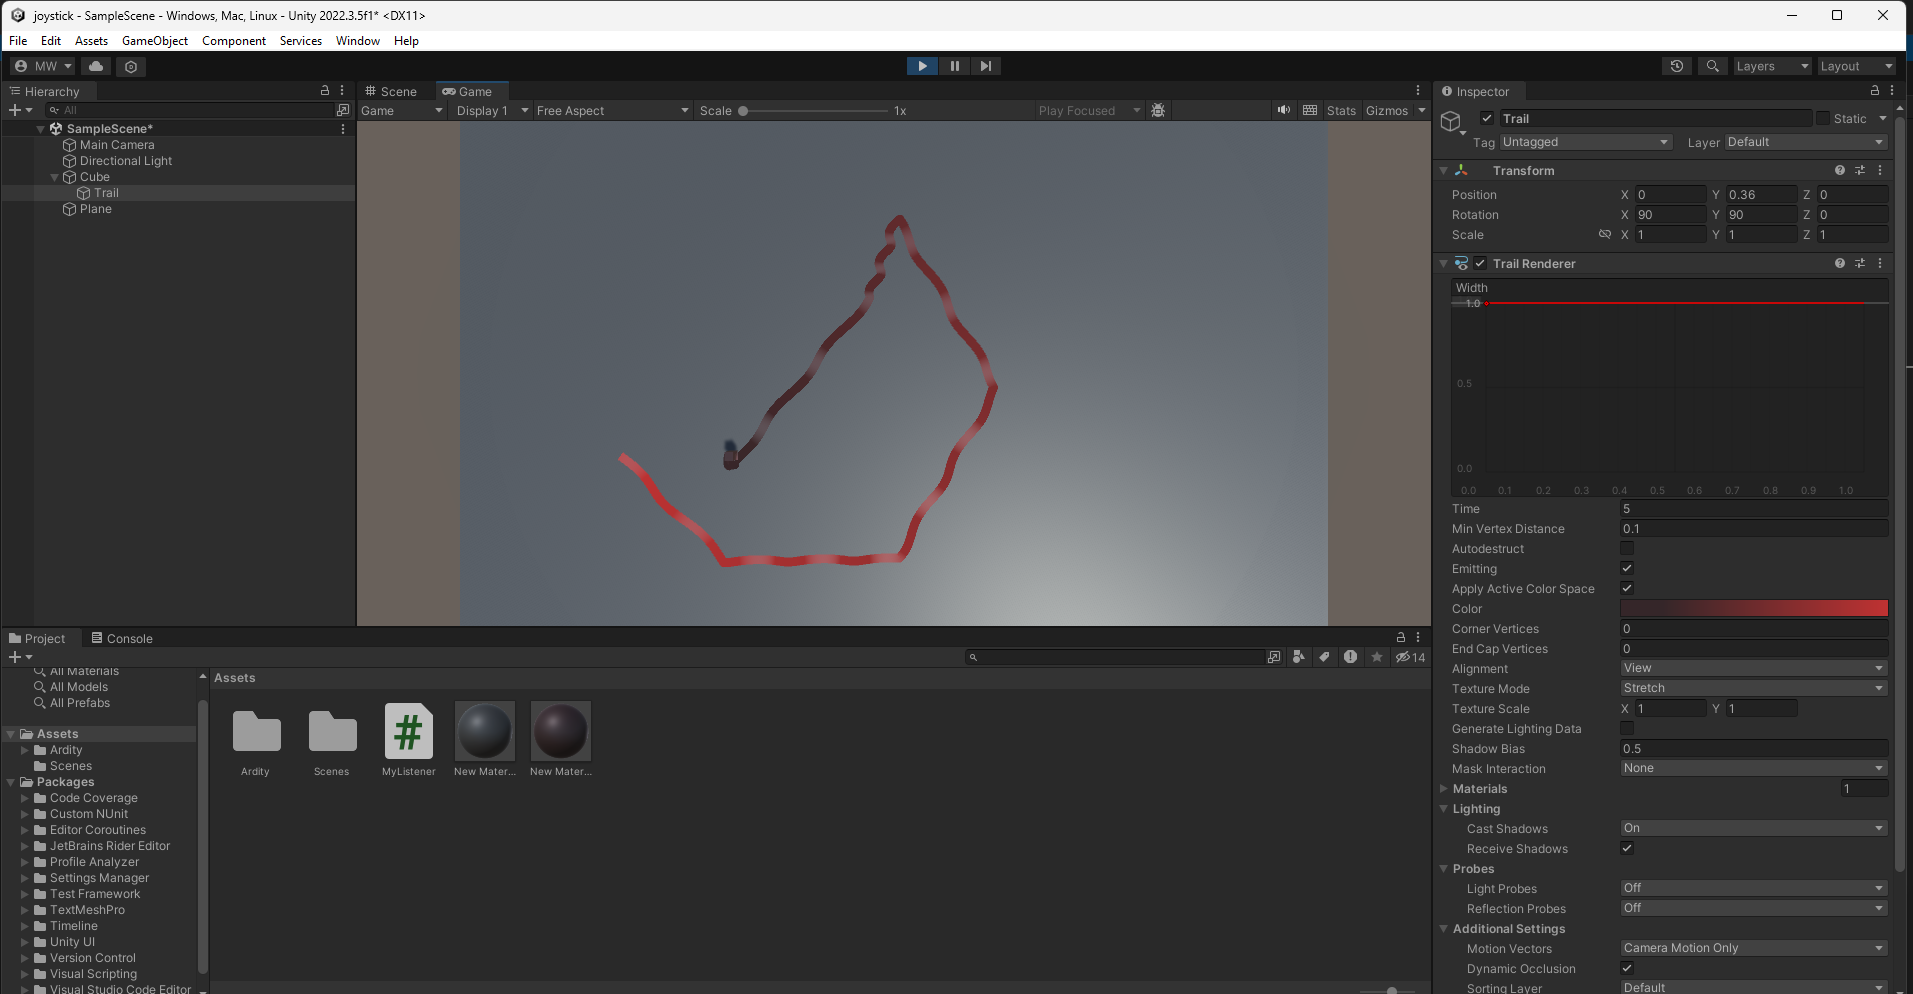 joystick - SampleScene - Windows, Mac, Linux - Unity 2022.3.5f1* <DX11>
File Edit Assets GameObject Component Services Window Help
MW
Layers
Layout
Hierarchy
All
SampleScene*
Main Camera
Directional Light
Cube
Trail
Plane
Scene
Game
Game
Display 1
Free Aspect
Scale
1x
Play Focused
Stats
Gizmos
Project
Console
14
All Materials
All Models
All Prefabs
Assets
Ardity
Scenes
Packages
Code Coverage
Custom NUnit
Editor Coroutines
JetBrains Rider Editor
Profile Analyzer
Settings Manager
Test Framework
TextMeshPro
Timeline
Unity UI
Version Control
Visual Scripting
Visual Studio Code Editor
Assets
Ardity
Scenes
MyListener
New Mater...
New Mater...
Inspector
Trail
Static
Tag Untagged
Layer Default
Transform
Position X 0 Y 0.36 Z 0
Rotation X 90 Y 90 Z 0
Scale X 1 Y 1 Z 1
Trail Renderer
Width
1.0
0.5
0.0
0.0 0.1 0.2 0.3 0.4 0.5 0.6 0.7 0.8 0.9 1.0
Time 5
Min Vertex Distance 0.1
Autodestruct
Emitting
Apply Active Color Space
Color
Corner Vertices 0
End Cap Vertices 0
Alignment View
Texture Mode Stretch
Texture Scale X 1 Y 1
Generate Lighting Data
Shadow Bias 0.5
Mask Interaction None
Materials 1
Lighting
Cast Shadows On
Receive Shadows
Probes
Light Probes Off
Reflection Probes Off
Additional Settings
Motion Vectors Camera Motion Only
Dynamic Occlusion
Sorting Layer Default